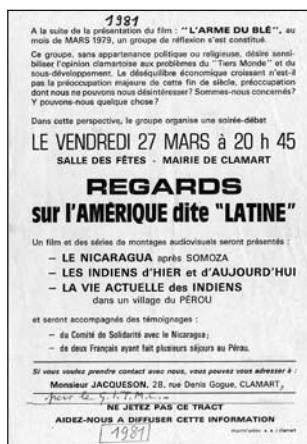 1981
A la suite de la présentation du film : "L'ARME DU BLÉ", au
mois de MARS 1979, un groupe de réflexion s'est constitué.
Ce groupe, sans appartenance politique ou religieuse, désire sensi-
biliser l'opinion clamartoise aux problèmes du "Tiers Monde" et du
sous-développement. Le déséquilibre économique croissant n'est-il
pas la préoccupation majeure de cette fin de siècle, préoccupation
dont nous ne pouvons nous désintéresser? Sommes-nous concernés?
Y pouvons-nous quelque chose?
Dans cette perspective, le groupe organise une soirée-débat
LE VENDREDI 27 MARS à 20 h 45
SALLE DES FÊTES - MAIRIE DE CLAMART
REGARDS
sur l'AMÉRIQUE dite "LATINE"
Un film et des séries de montages audiovisuels seront présentés :
— LE NICARAGUA après SOMOZA
— LES INDIENS D'HIER et D'AUJOURD'HUI
— LA VIE ACTUELLE des INDIENS
dans un village du PÉROU
et seront accompagnés des témoignages :
— du Comité de Solidarité avec le Nicaragua;
— de deux Français ayant fait plusieurs séjours au Pérou.
Si vous voulez prendre contact avec nous, vous pouvez vous adresser à :
Monsieur JACQUESON, 28, rue Denis Gogue, CLAMART,
pour le
NE JETEZ PAS CE TRACT
AIDEZ-NOUS A DIFFUSER CETTE INFORMATION
1981